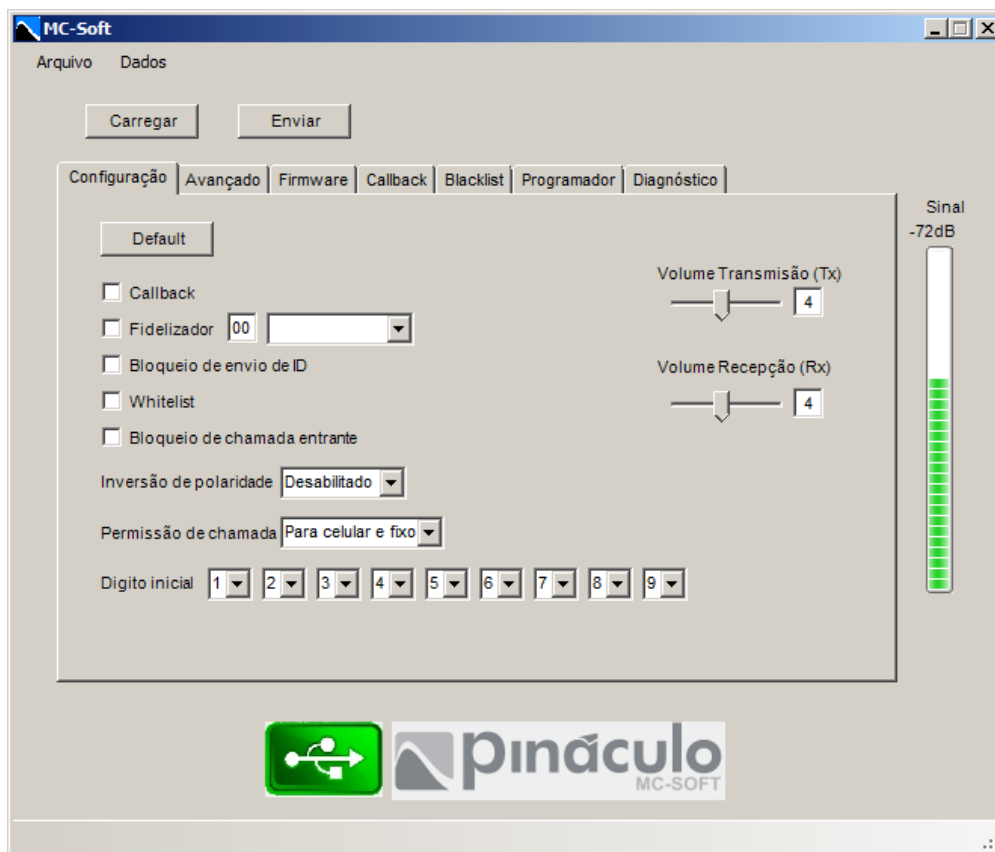 MC-Soft
Arquivo Dados
Carregar Enviar
Configuração Avançado Firmware Callback Blacklist Programador Diagnóstico
Sinal
-72dB
Default
Volume Transmisão (Tx)
4
Callback
Fidelizador 00
Bloqueio de envio de ID
Volume Recepção (Rx)
4
Whitelist
Bloqueio de chamada entrante
Inversão de polaridade Desabilitado
Permissão de chamada Para celular e fixo
Digito inicial 1 2 3 4 5 6 7 8 9
Pináculo
MC-SOFT